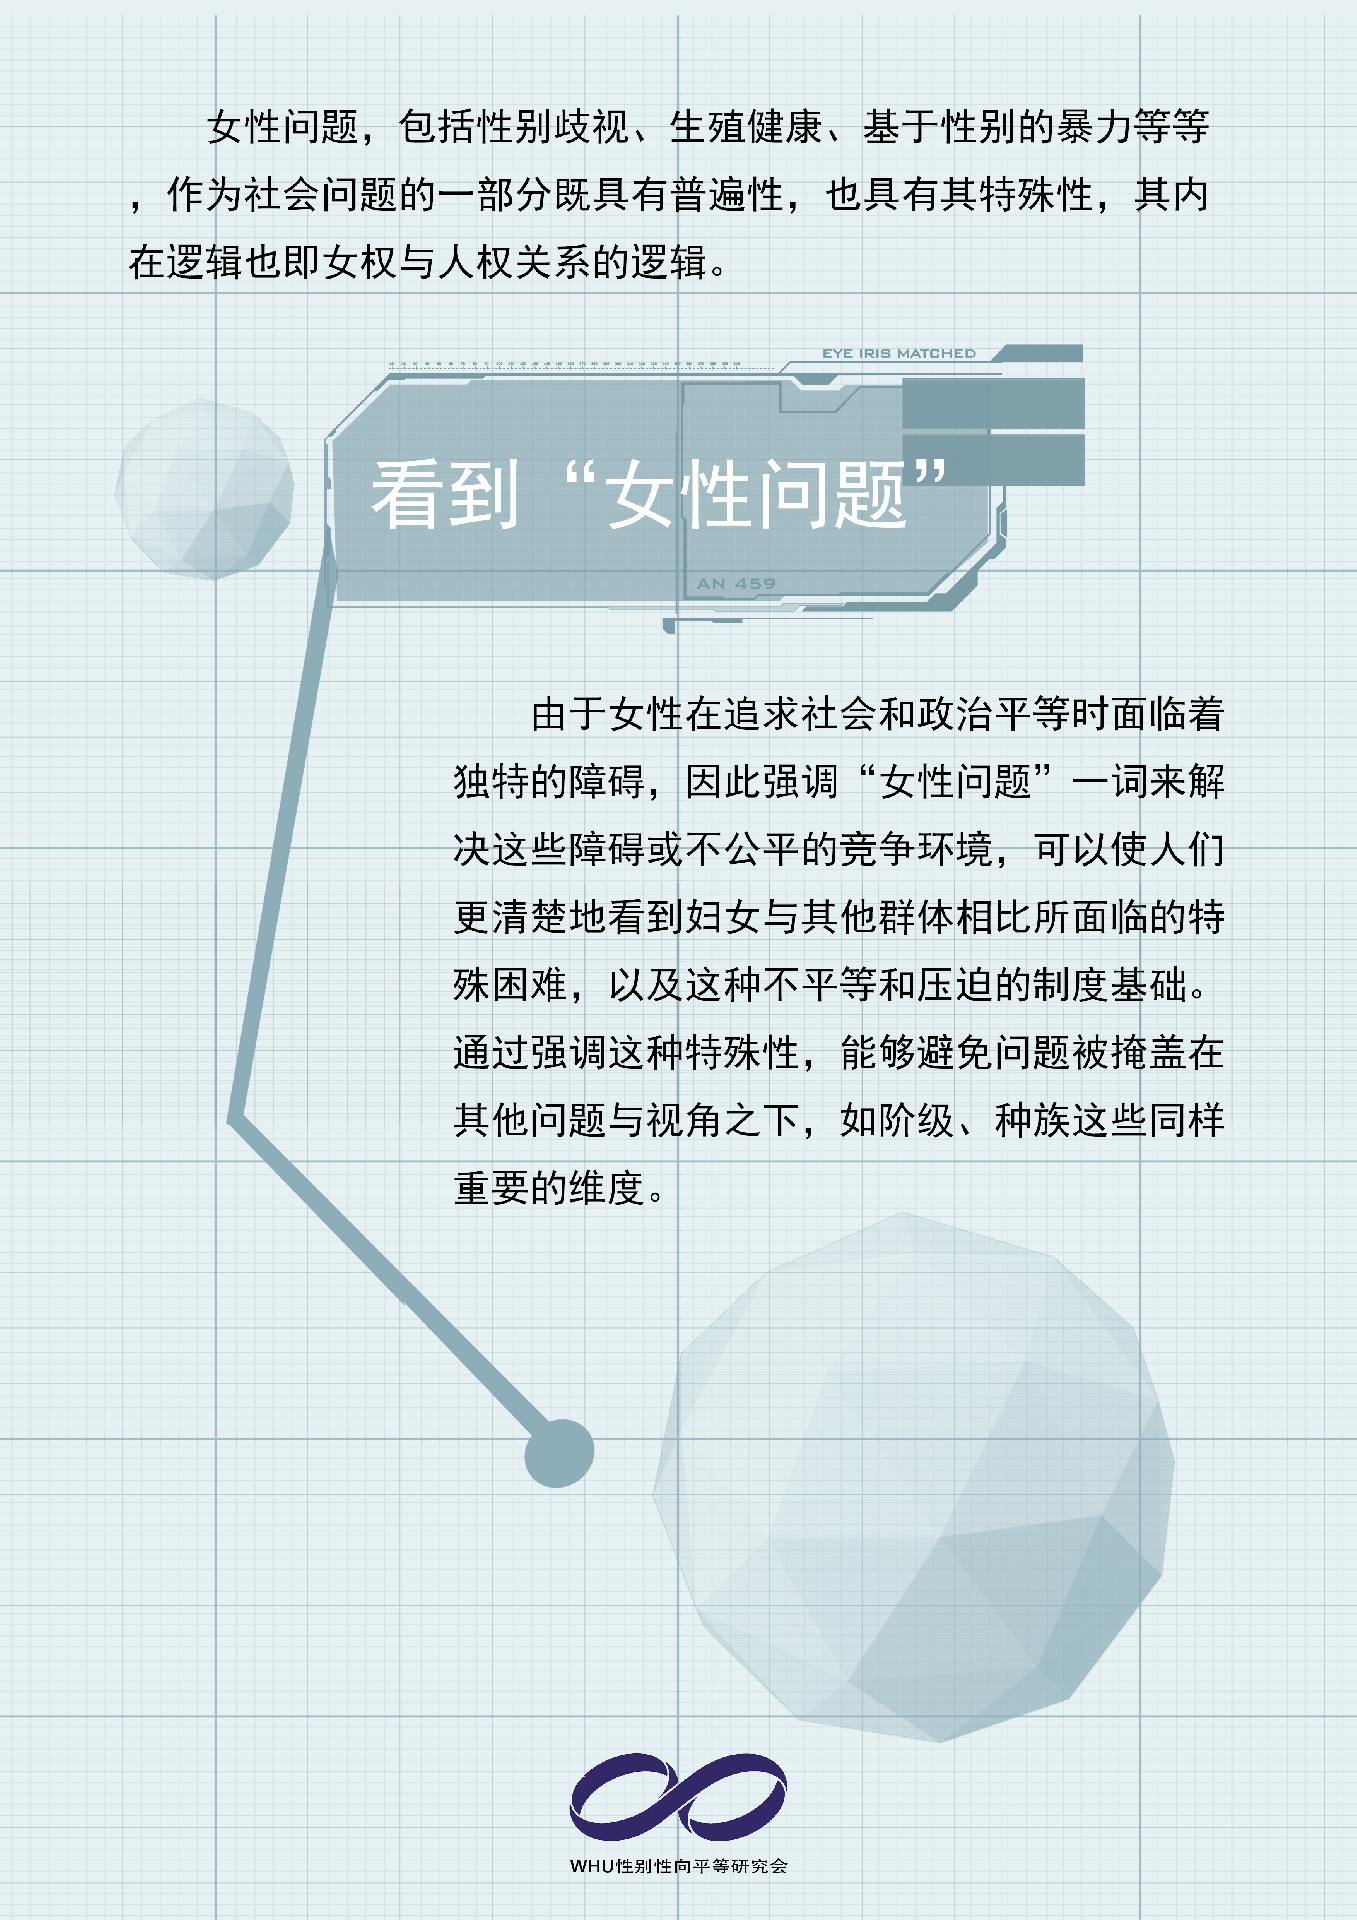 女性问题，包括性别歧视、生殖健康、基于性别的暴力等等
，作为社会问题的一部分既具有普遍性，也具有其特殊性，其内
在逻辑也即女权与人权关系的逻辑。
EYE IRIS MATCHED
看到“女性问题”
AN 459
由于女性在追求社会和政治平等时面临着
独特的障碍，因此强调“女性问题”一词来解
决这些障碍或不公平的竞争环境，可以使人们
更清楚地看到妇女与其他群体相比所面临的特
殊困难，以及这种不平等和压迫的制度基础。
通过强调这种特殊性，能够避免问题被掩盖在
其他问题与视角之下，如阶级、种族这些同样
重要的维度。
WHU性别性向平等研究会